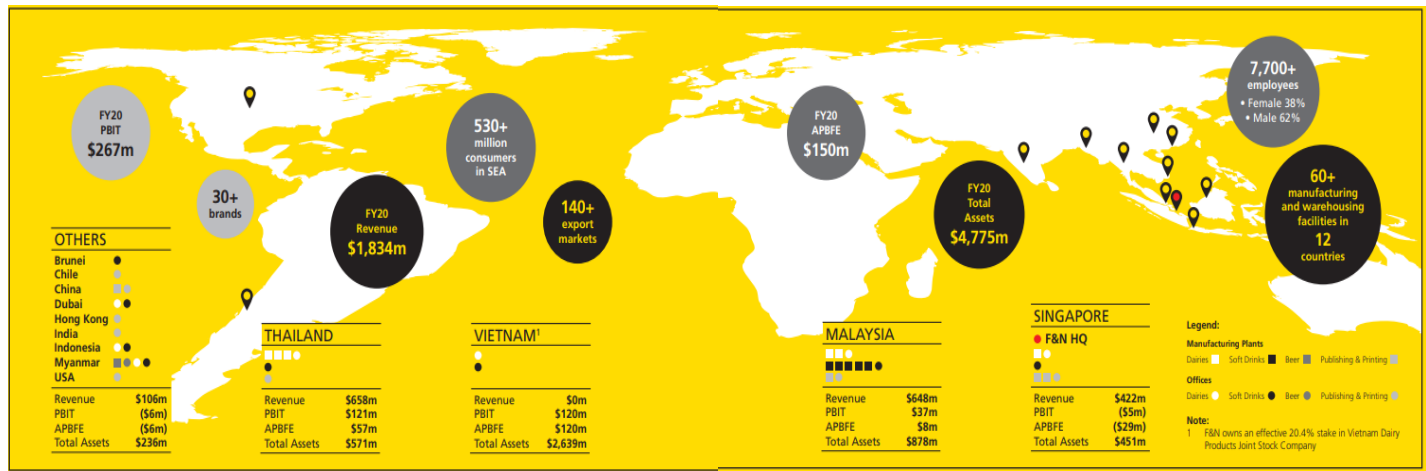 FY20
PBIT
$267m
30+
brands
FY20
Revenue
$1,834m
530+
million
consumers
in SEA
140+
export
markets
FY20
APBFE
$150m
FY20
Total
Assets
$4,775m
7,700+
employees
• Female 38%
• Male 62%
60+
manufacturing
and warehousing
facilities in
12
countries
OTHERS
Brunei
Chile
China
Dubai
Hong Kong
India
Indonesia
Myanmar
USA
Revenue $106m
PBIT ($6m)
APBFE ($6m)
Total Assets $236m
THAILAND
Revenue $658m
PBIT $121m
APBFE $57m
Total Assets $571m
VIETNAM¹
Revenue $0m
PBIT $120m
APBFE $120m
Total Assets $2,639m
MALAYSIA
Revenue $648m
PBIT $37m
APBFE $8m
Total Assets $878m
SINGAPORE
F&N HQ
Revenue $422m
PBIT ($5m)
APBFE ($29m)
Total Assets $451m
Legend:
Manufacturing Plants
Dairies Soft Drinks Beer Publishing & Printing
Offices
Dairies Soft Drinks Beer Publishing & Printing
Note:
1 F&N owns an effective 20.4% stake in Vietnam Dairy
Products Joint Stock Company